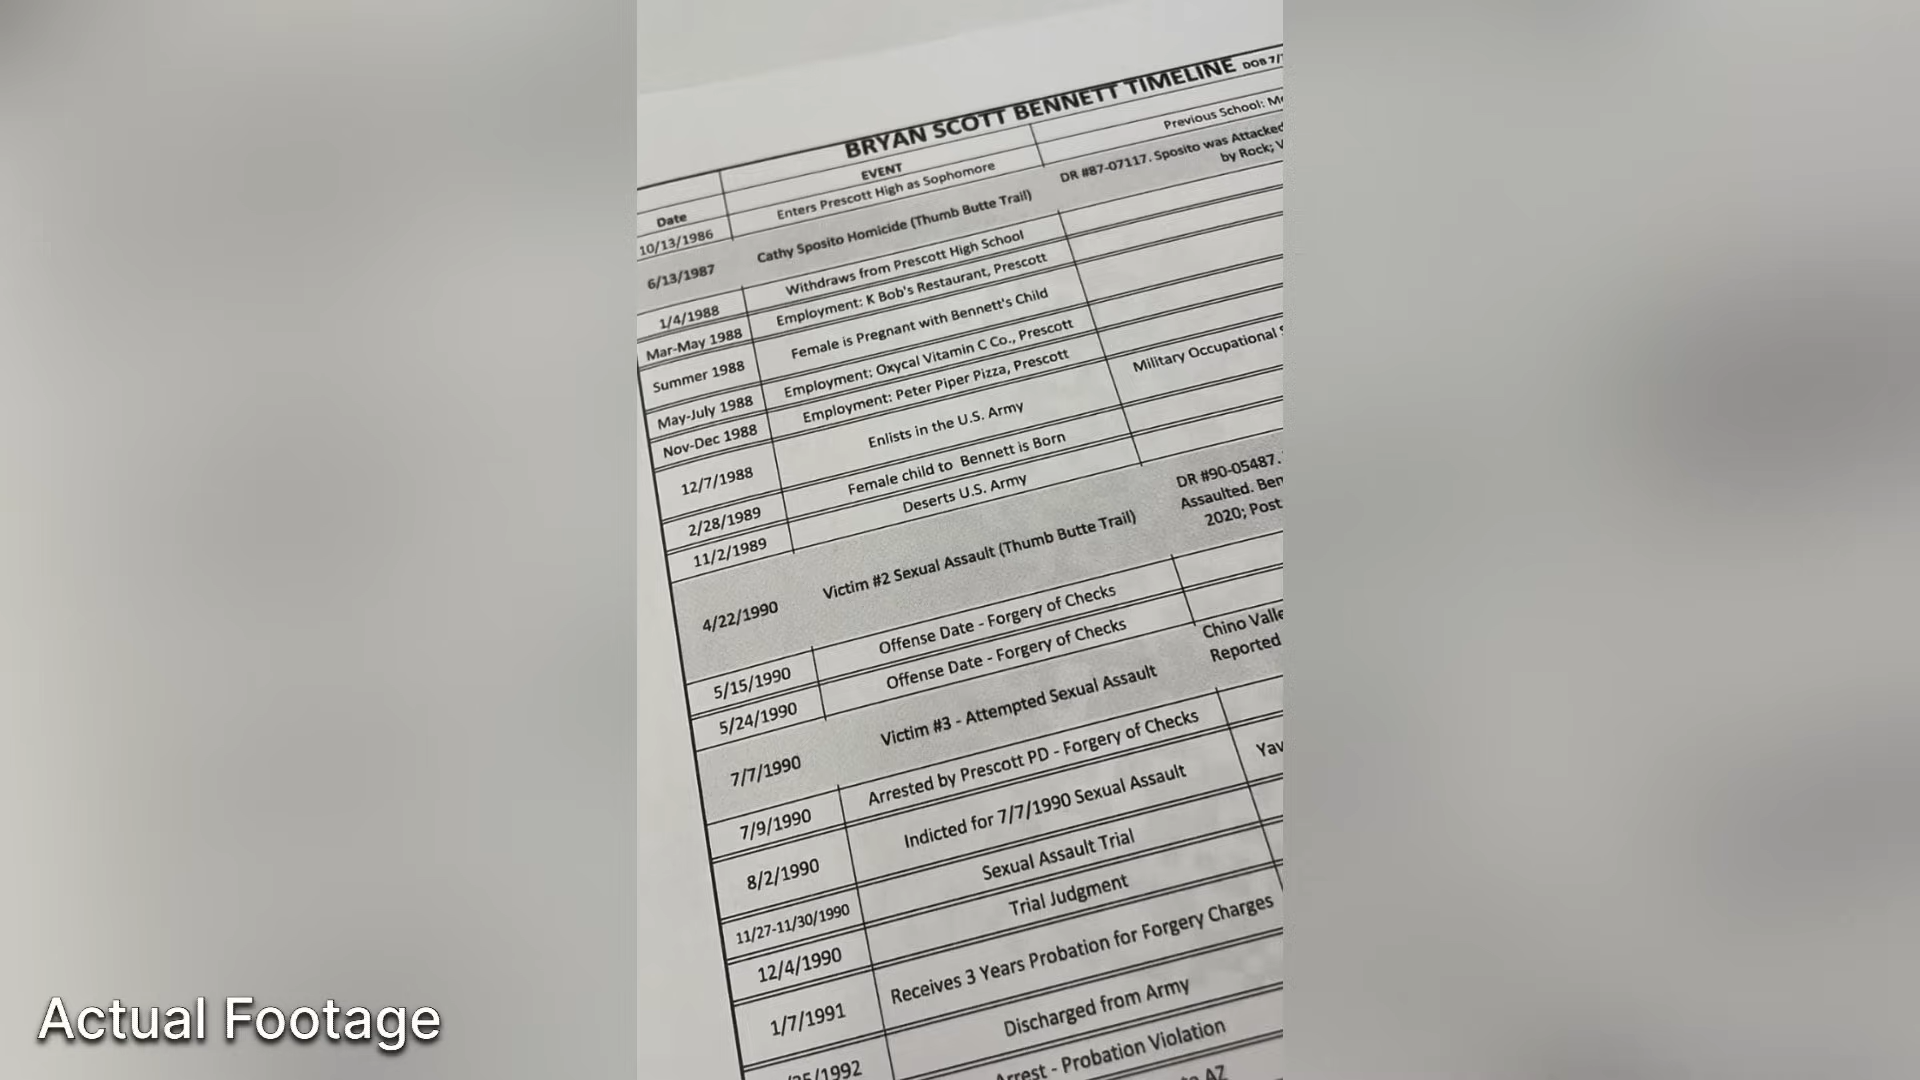 BRYAN SCOTT BENNETT TIMELINE DOB 7/
Date EVENT
10/13/1986 Enters Prescott High as Sophomore Previous School:
6/13/1987 Cathy Sposito Homicide (Thumb Butte Trail) DR #87-07117. Sposito was Attacked
by Rock;
1/4/1988 Withdraws from Prescott High School
Mar-May 1988 Employment: K Bob's Restaurant, Prescott
Summer 1988 Female is Pregnant with Bennett's Child
May-July 1988 Employment: Oxycal Vitamin C Co., Prescott
Nov-Dec 1988 Employment: Peter Piper Pizza, Prescott
12/7/1988 Enlists in the U.S. Army Military Occupational
2/28/1989 Female child to Bennett is Born
11/2/1989 Deserts U.S. Army
4/22/1990 Victim #2 Sexual Assault (Thumb Butte Trail) DR #90-05487.
Assaulted. Ben
2020; Post
5/15/1990 Offense Date - Forgery of Checks
5/24/1990 Offense Date - Forgery of Checks
7/7/1990 Victim #3 - Attempted Sexual Assault Chino Valle
Reported
7/9/1990 Arrested by Prescott PD - Forgery of Checks
8/2/1990 Indicted for 7/7/1990 Sexual Assault Yav
11/27-11/30/1990 Sexual Assault Trial
12/4/1990 Trial Judgment
1/7/1991 Receives 3 Years Probation for Forgery Charges
/1992 Discharged from Army
Arrest - Probation Violation
AZ
Actual Footage